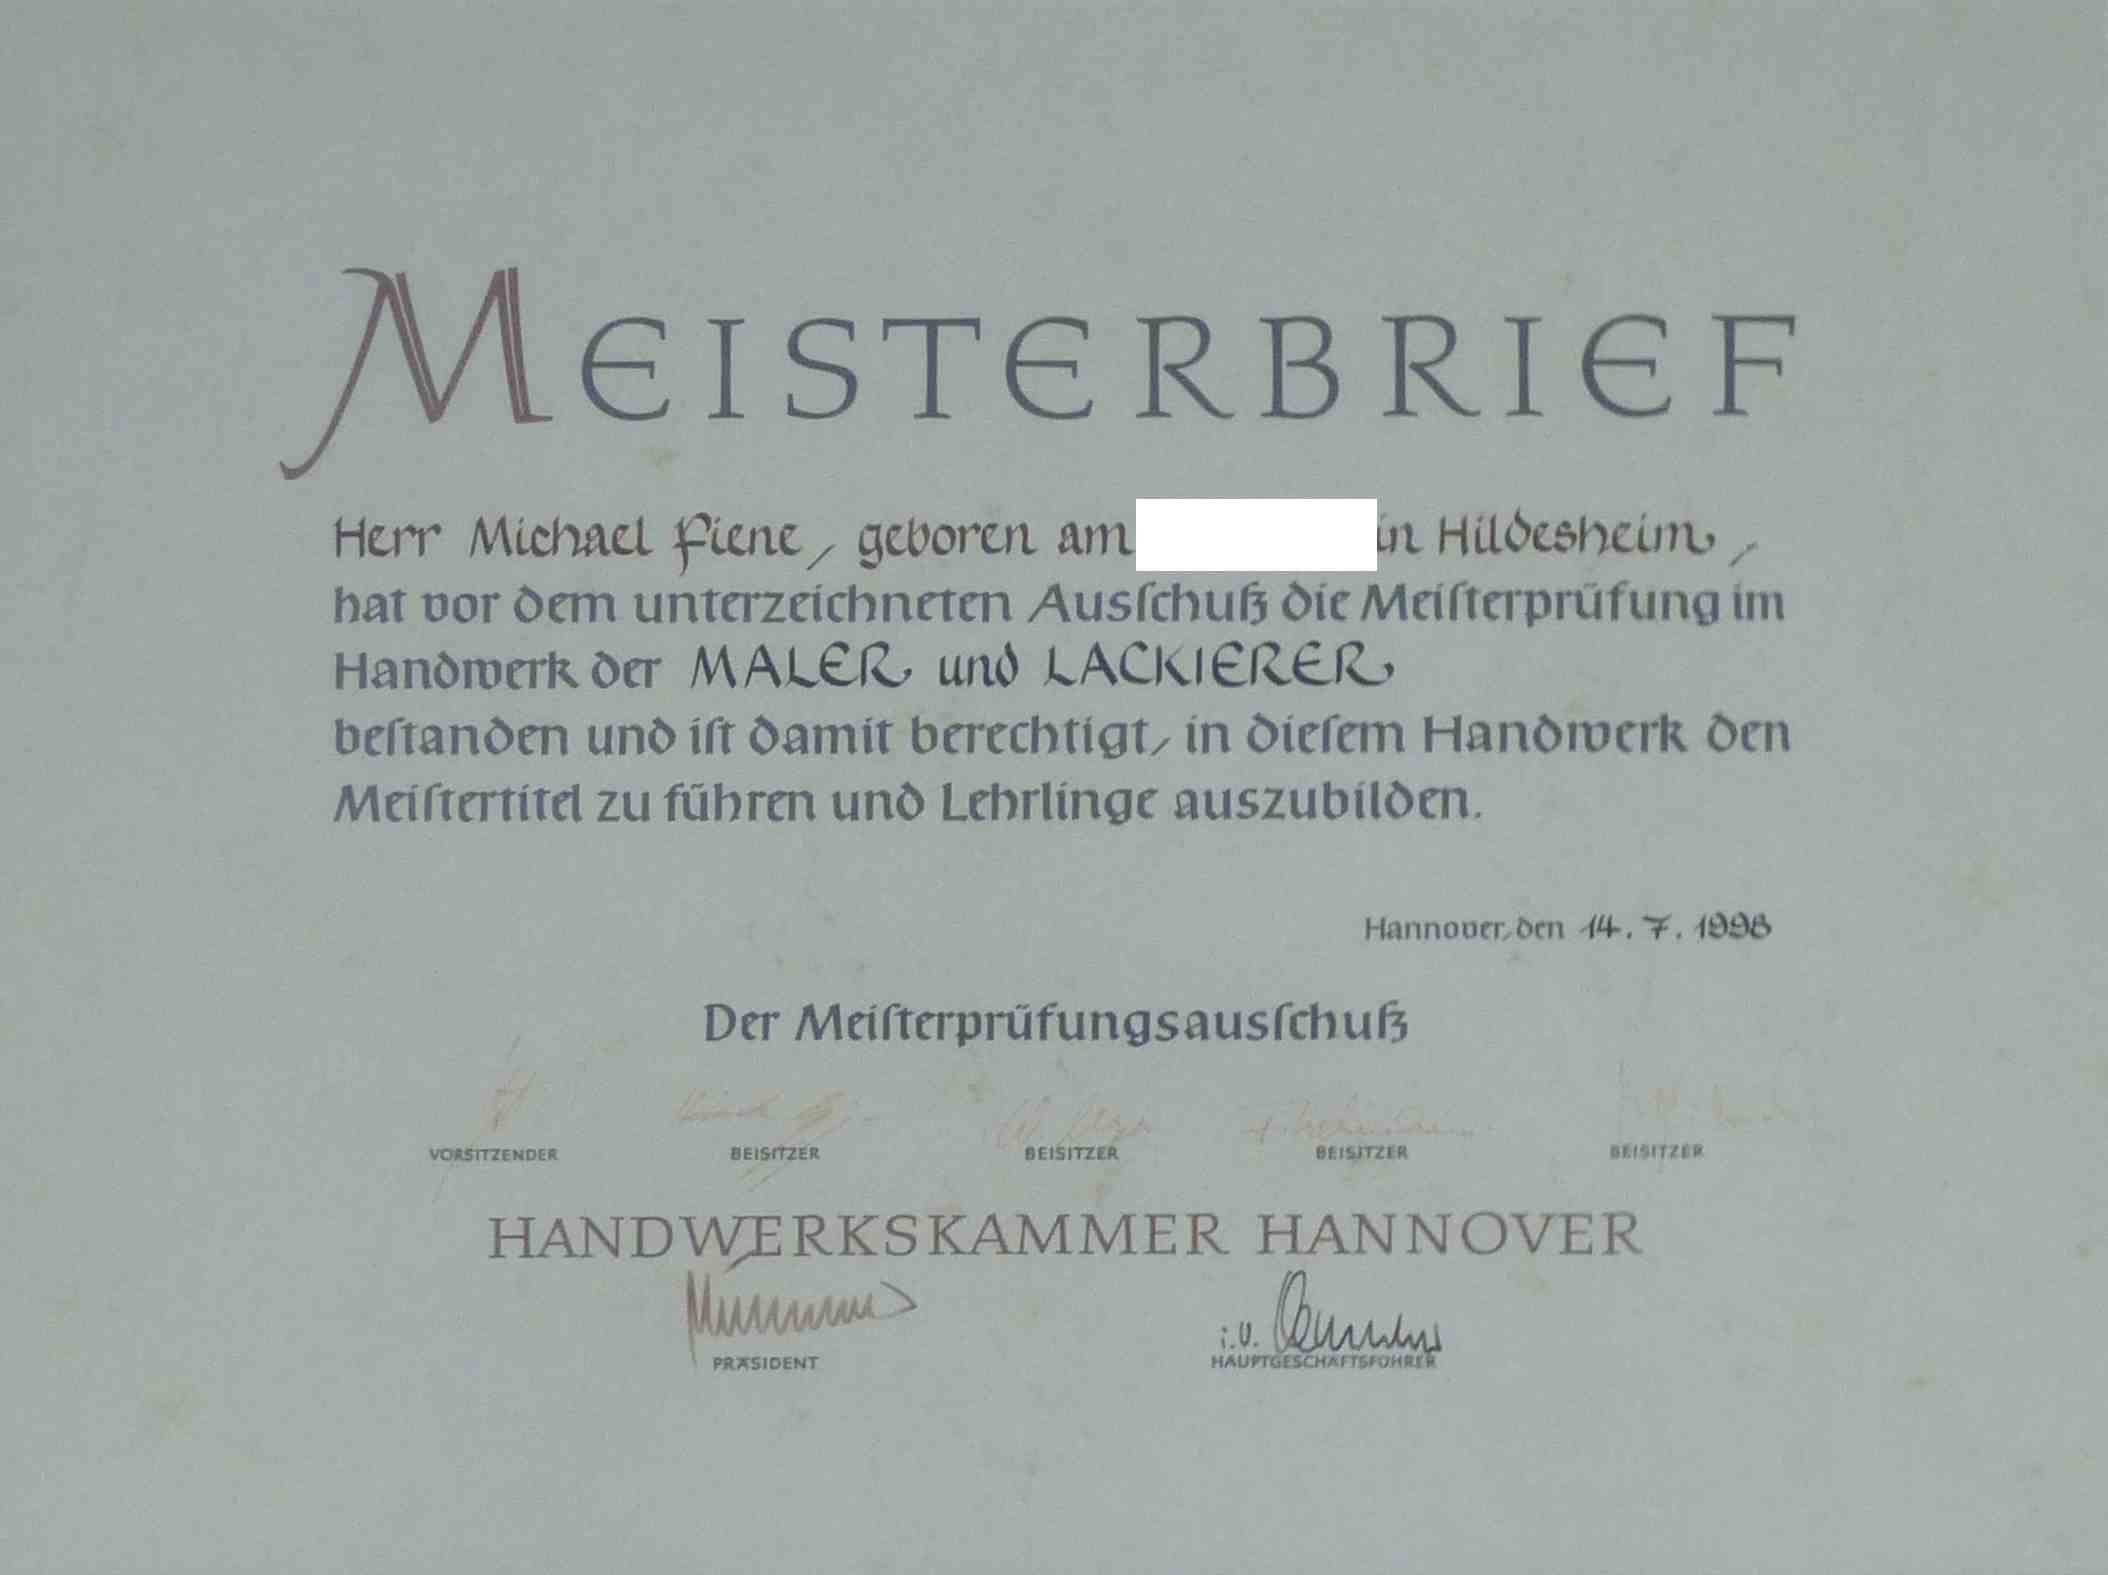 MEISTERBRIEF
Herr Michael Fiene, geboren am in Hildesheim,
hat vor dem unterzeichneten Ausſchuß die Meiſterprüfung im
Handwerk der MALER und LACKIERER
beſtanden und iſt damit berechtigt, in dieſem Handwerk den
Meiſtertitel zu führen und Lehrlinge auszubilden.
Hannover, den 14. 7. 1998
Der Meiſterprüfungsausſchuß
VORSITZENDER BEISITZER BEISITZER BEISITZER BEISITZER
HANDWERKSKAMMER HANNOVER
i.V.
PRÄSIDENT HAUPTGESCHÄFTSFÜHRER